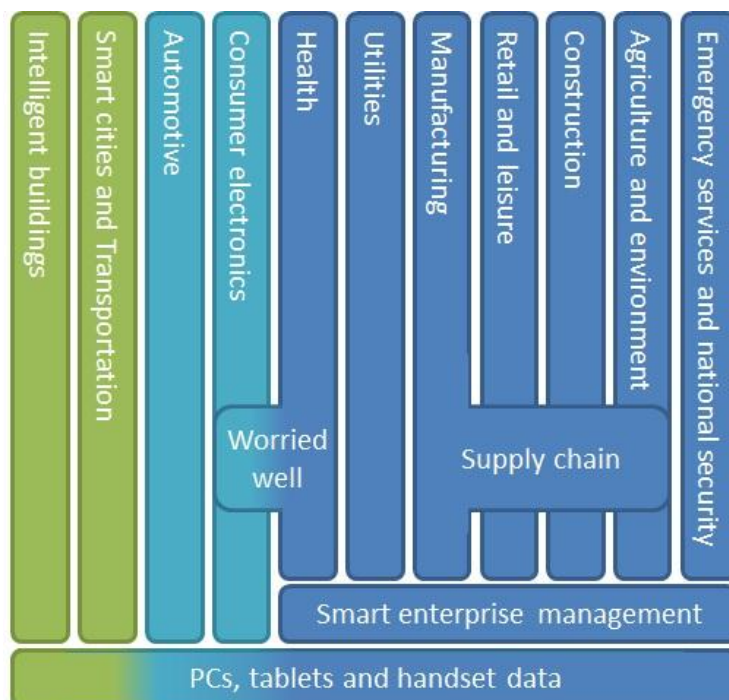 Intelligent buildings
Smart cities and Transportation
Automotive
Consumer electronics
Health
Utilities
Manufacturing
Retail and leisure
Construction
Agriculture and environment
Emergency services and national security
Worried
well
Supply chain
Smart enterprise management
PCs, tablets and handset data